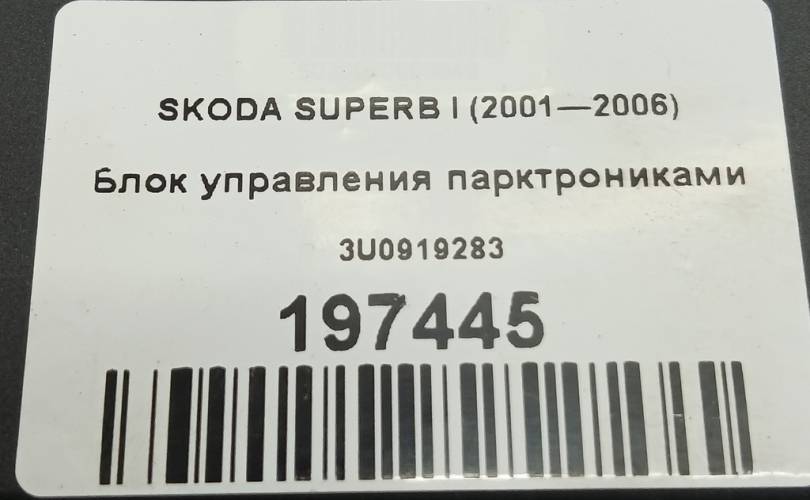 SKODA SUPERB I (2001—2006)
Блок управления парктрониками
3U0919283
197445